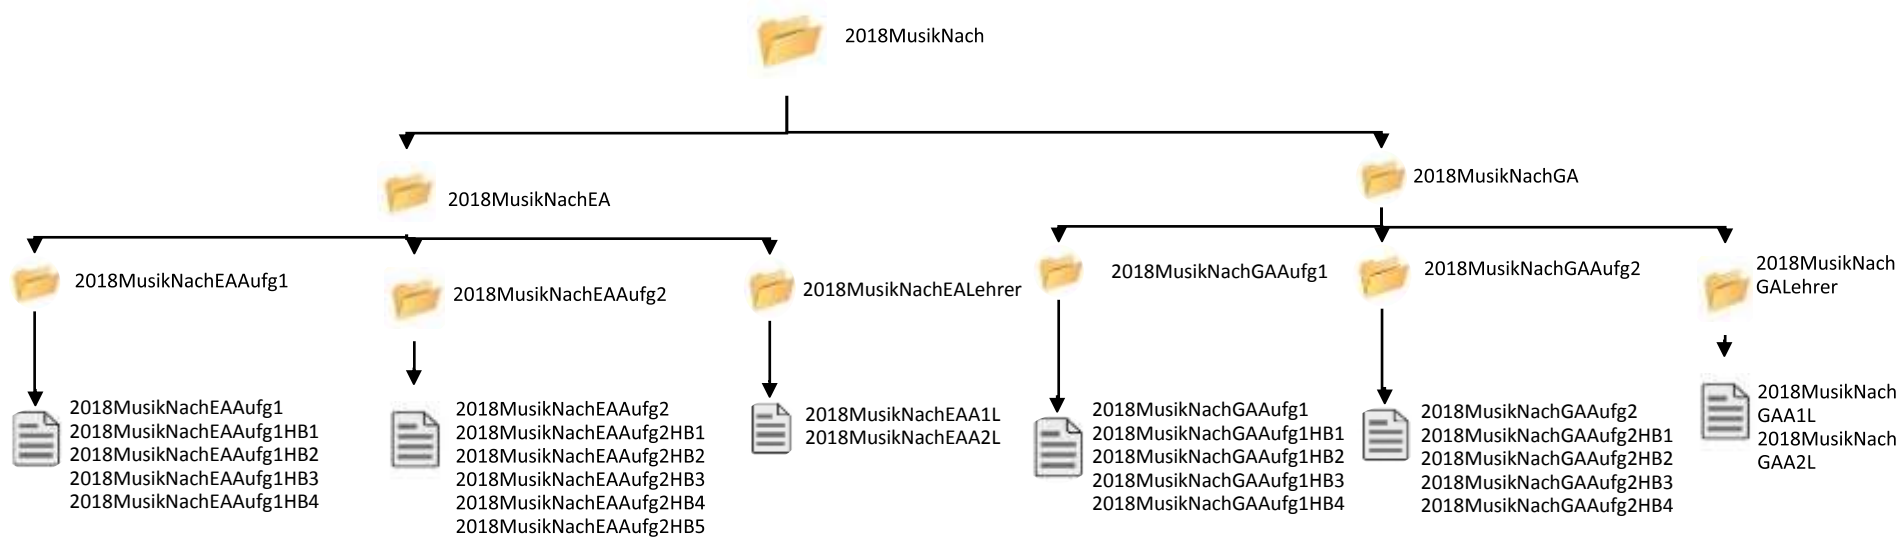 2018MusikNach
2018MusikNachEA
2018MusikNachGA
2018MusikNachEAAufg1
2018MusikNachEAAufg2
2018MusikNachEALehrer
2018MusikNachGAAufg1
2018MusikNachGAAufg2
2018MusikNach
GALehrer
2018MusikNachEAAufg1
2018MusikNachEAAufg1HB1
2018MusikNachEAAufg1HB2
2018MusikNachEAAufg1HB3
2018MusikNachEAAufg1HB4
2018MusikNachEAAufg2
2018MusikNachEAAufg2HB1
2018MusikNachEAAufg2HB2
2018MusikNachEAAufg2HB3
2018MusikNachEAAufg2HB4
2018MusikNachEAAufg2HB5
2018MusikNachEAA1L
2018MusikNachEAA2L
2018MusikNachGAAufg1
2018MusikNachGAAufg1HB1
2018MusikNachGAAufg1HB2
2018MusikNachGAAufg1HB3
2018MusikNachGAAufg1HB4
2018MusikNachGAAufg2
2018MusikNachGAAufg2HB1
2018MusikNachGAAufg2HB2
2018MusikNachGAAufg2HB3
2018MusikNachGAAufg2HB4
2018MusikNach
GAA1L
2018MusikNach
GAA2L